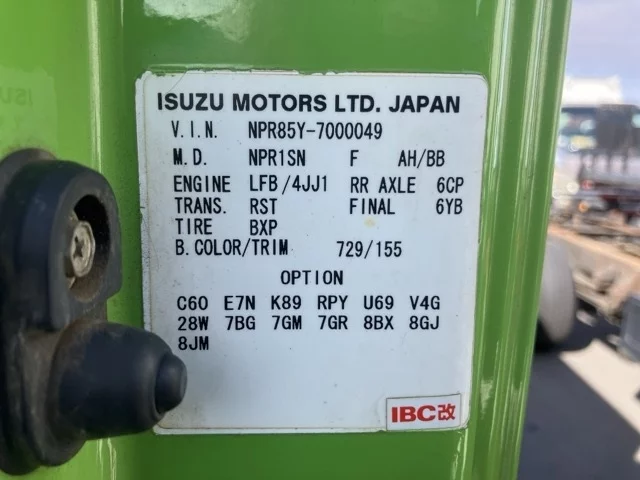 ISUZU MOTORS LTD. JAPAN
V.I.N. NPR85Y-7000049
M.D. NPR1SN F AH/BB
ENGINE LFB/4JJ1 RR AXLE 6CP
TRANS. RST FINAL 6YB
TIRE BXP
B.COLOR/TRIM 729/155
OPTION
C60 E7N K89 RPY U69 V4G
28W 7BG 7GM 7GR 8BX 8GJ
8JM
IBC改